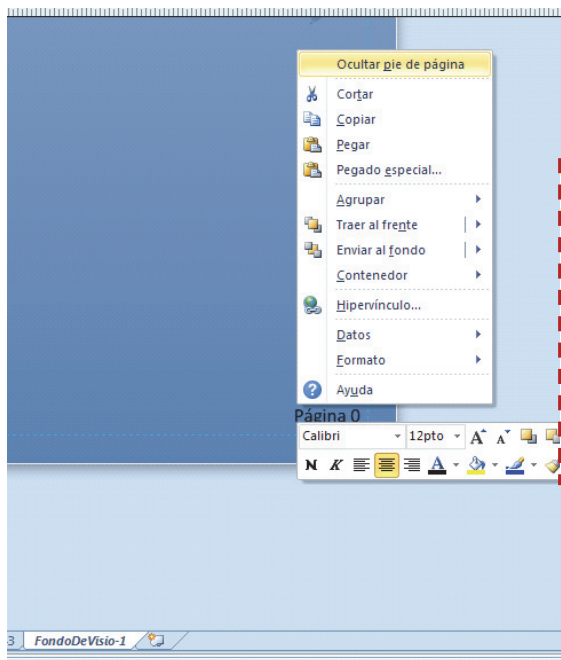 Ocultar pie de página
Cortar
Copiar
Pegar
Pegado especial...
Agrupar
Traer al frente
Enviar al fondo
Contenedor
Hipervínculo...
Datos
Formato
Ayuda
Página 0
Calibri 12pto A A
N K A
3 FondoDeVisio-1